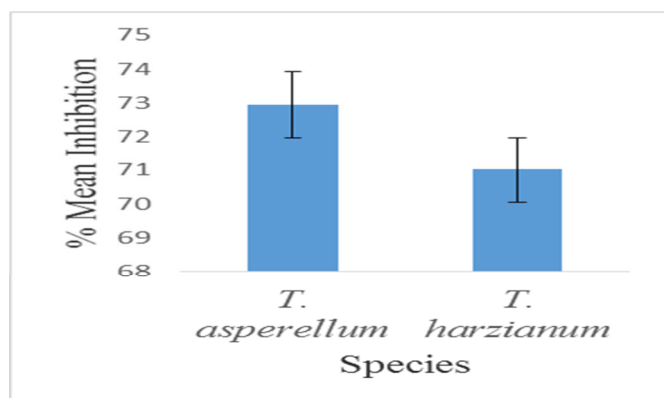 % Mean Inhibition
75
74
73
72
71
70
69
68
T. T.
asperellum harzianum
Species